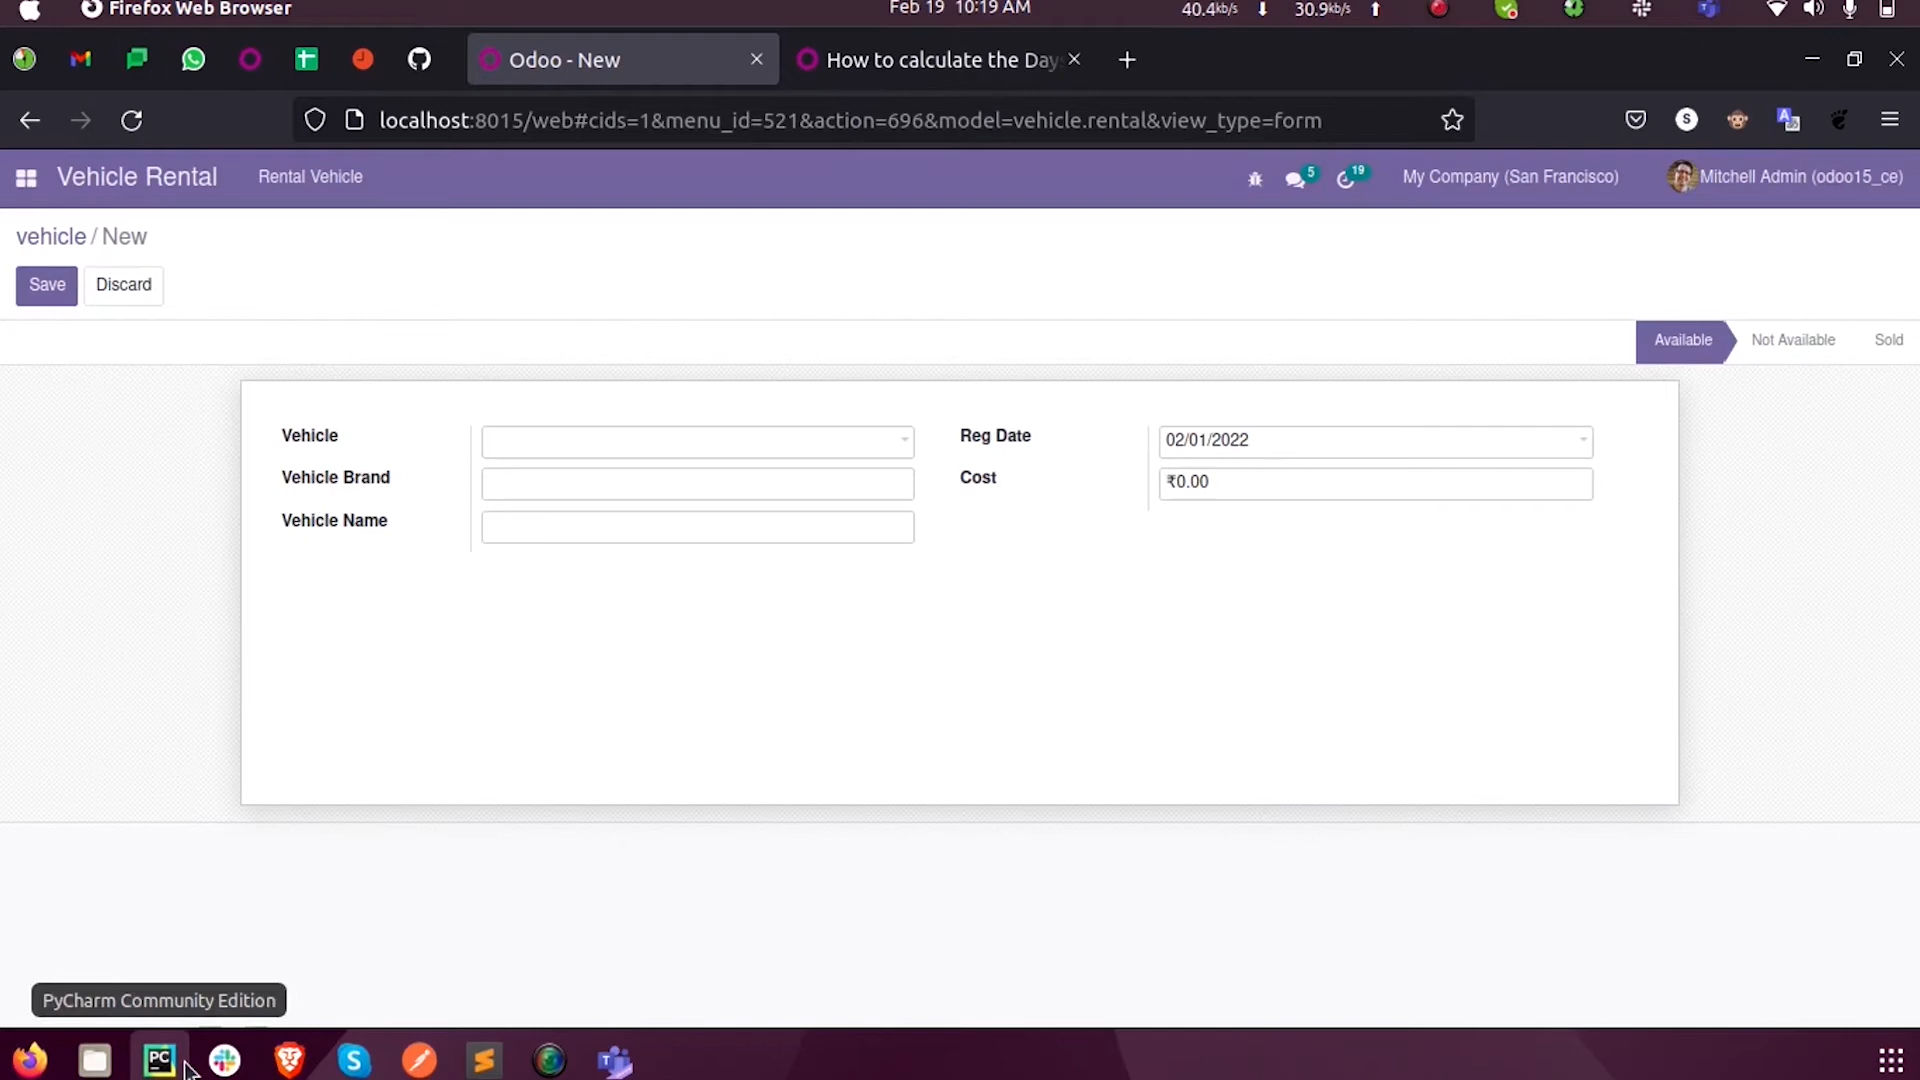 Firefox Web Browser
Feb 19 10:19 AM
40.4kb/s
30.9kb/s
Odoo - New
How to calculate the Day
localhost:8015/web#cids=1&menu_id=521&action=696&model=vehicle.rental&view_type=form
Vehicle Rental
Rental Vehicle
5
19
My Company (San Francisco)
Mitchell Admin (odoo15_ce)
vehicle / New
Save
Discard
Available
Not Available
Sold
Vehicle
Reg Date
02/01/2022
Vehicle Brand
Cost
₹0.00
Vehicle Name
PyCharm Community Edition
PC